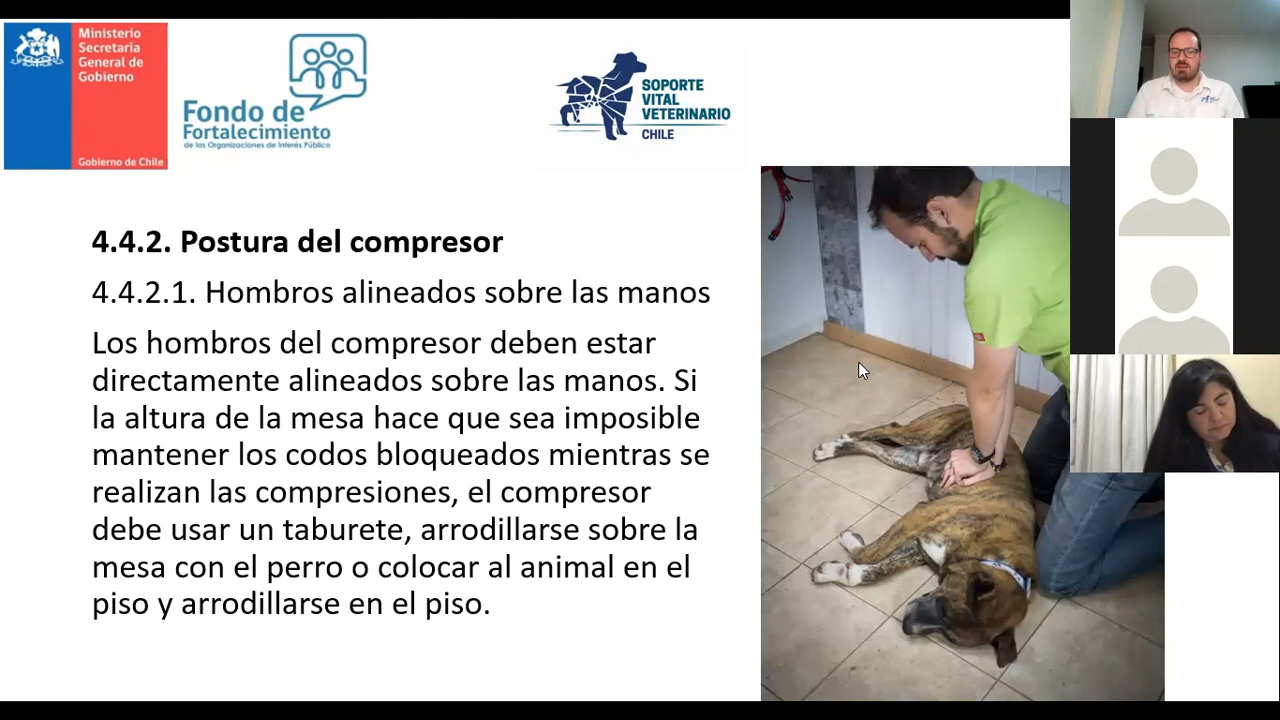 Ministerio
Secretaría
General de
Gobierno
Gobierno de Chile
Fondo de
Fortalecimiento
de las Organizaciones de Interés Público
SOPORTE
VITAL
VETERINARIO
CHILE
4.4.2. Postura del compresor
4.4.2.1. Hombros alineados sobre las manos
Los hombros del compresor deben estar
directamente alineados sobre las manos. Si
la altura de la mesa hace que sea imposible
mantener los codos bloqueados mientras se
realizan las compresiones, el compresor
debe usar un taburete, arrodillarse sobre la
mesa con el perro o colocar al animal en el
piso y arrodillarse en el piso.